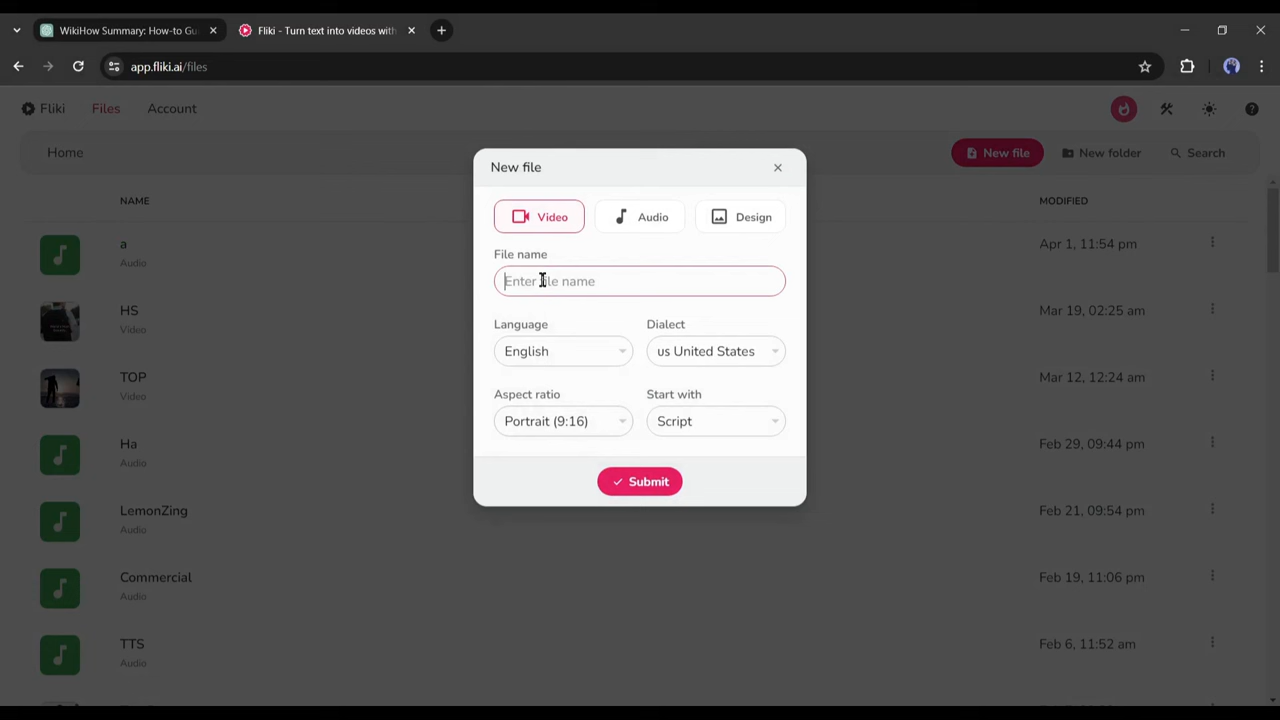 WikiHow Summary: How-to Gu
Fliki - Turn text into videos with
app.fliki.ai/files
Fliki
Files
Account
Home
New file
New folder
Search
NAME
MODIFIED
a
Audio
Apr 1, 11:54 pm
HS
Video
Mar 19, 02:25 am
TOP
Video
Mar 12, 12:24 am
Ha
Audio
Feb 29, 09:44 pm
LemonZing
Audio
Feb 21, 09:54 pm
Commercial
Audio
Feb 19, 11:06 pm
TTS
Audio
Feb 6, 11:52 am
New file
Video
Audio
Design
File name
Enter file name
Language
Dialect
English
us United States
Aspect ratio
Start with
Portrait (9:16)
Script
Submit